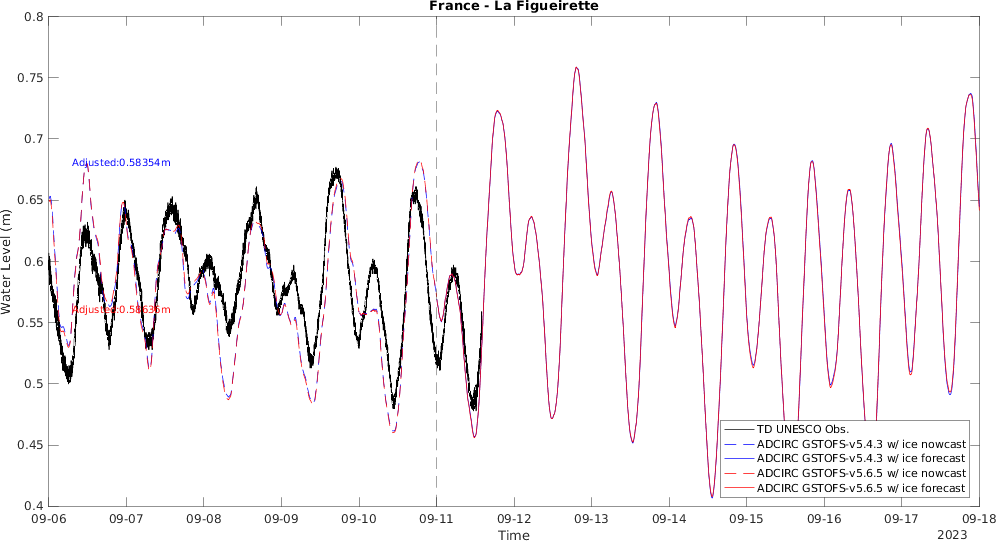 France - La Figueirette
Water Level (m)
0.8
0.75
0.7
0.65
0.6
0.55
0.5
0.45
0.4
Adjusted:0.58354m
Adjusted:0.58636m
TD UNESCO Obs.
ADCIRC GSTOFS-v5.4.3 w/ ice nowcast
ADCIRC GSTOFS-v5.4.3 w/ ice forecast
ADCIRC GSTOFS-v5.6.5 w/ ice nowcast
ADCIRC GSTOFS-v5.6.5 w/ ice forecast
09-06 09-07 09-08 09-09 09-10 09-11 09-12 09-13 09-14 09-15 09-16 09-17 09-18
Time
2023